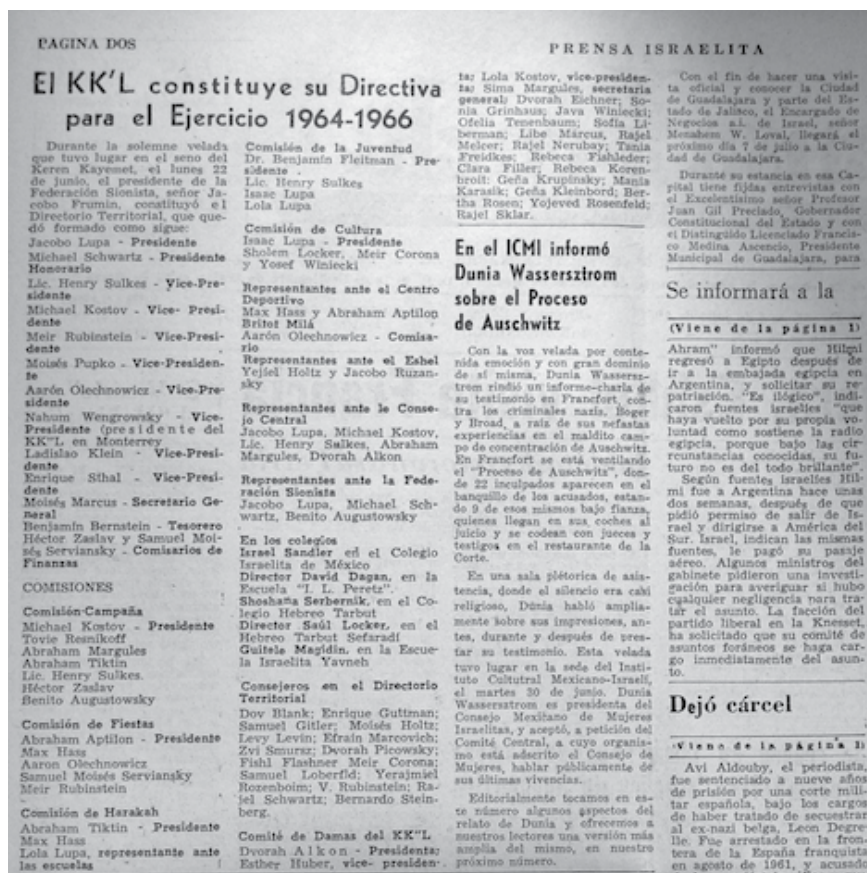 PAGINA DOS
PRENSA ISRAELITA
El KK'L constituye su Directiva
para el Ejercicio 1964-1966
Durante la solemne velada
que tuvo lugar en el seno del
Keren Kayemet, el lunes 22
de junio, el presidente de la
Federación Sionista, señor Ja-
cobo Frumin, constituyó el
Directorio Territorial, que que-
dó formado como sigue:
Jacobo Lupa - Presidente
Michael Schwartz - Presidente
Honorario
Lic. Henry Sulkes - Vice-Pre-
sidente
Michael Kostov - Vice- Presi-
dente
Meir Rubinstein - Vice-Presi-
dente
Moisés Pupko - Vice-Presiden-
te
Aarón Olechnowicz - Vice-Pre-
sidente
Nahum Wengrowsky - Vice-
Presidente (presidente del
KK"L en Monterrey
Ladislao Klein - Vice-Presi-
dente
Enrique Sthal - Vice-Presi-
dente
Moisés Marcus - Secretario Ge-
neral
Benjamín Bernstein - Tesorero
Héctor Zaslav y Samuel Moi-
sés Serviansky - Comisarios de
Finanzas
COMISIONES
Comisión-Campaña
Michael Kostov - Presidente
Tovie Resnikoff
Abraham Margules
Abraham Tiktin
Lic. Henry Sulkes.
Héctor Zaslav
Benito Augustowsky
Comisión de Fiestas
Abraham Aptilon - Presidente
Max Hass
Aaron Olechnowicz
Samuel Moisés Serviansky
Meir Rubinstein
Comisión de Harakah
Abraham Tiktin - Presidente
Max Hass
Lola Lupa, representante ante
las escuelas
Comisión de la Juventud
Dr. Benjamín Fleitman - Pre-
sidente
Lic. Henry Sulkes
Isaac Lupa
Lola Lupa
Comisión de Cultura
Isaac Lupa - Presidente
Sholem Locker, Meir Corona
y Yosef Winiecki
Representantes ante el Centro
Deportivo
Max Hass y Abraham Aptilon
Britot Milá
Aarón Olechnowicz - Comisa-
rio
Representantes ante el Eshel
Yejiel Holtz y Jacobo Ruzan-
sky
Representantes ante le Conse-
jo Central
Jacobo Lupa, Michael Kostov,
Lic. Henry Sulkes, Abraham
Margules, Dvorah Alkon
Representantes ante la Fede-
ración Sionista
Jacobo Lupa, Michael Sch-
wartz, Benito Augustowsky
En los colegios
Israel Sandler en el Colegio
Israelita de México
Director David Dagan, en la
Escuela "I. L. Peretz".
Shoshaña Serbernik, en el Co-
legio Hebreo Tarbut
Director Saúl Locker, en el
Hebreo Tarbut Sefaradí
Guitele Magidin, en la Escue-
la Israelita Yavneh
Consejeros en el Directorio
Territorial
Dov Blank; Enrique Guttman;
Samuel Gitler; Moisés Holtz;
Levy Levin; Efraín Marcovich;
Zvi Smursz; Dvorah Picowsky;
Fishl Flashner Meir Corona;
Samuel Loberfld; Yerajmiel
Rozenboim; V. Rubinstein; Ra-
jel Schwartz; Bernardo Stein-
berg.
Comité de Damas del KK"L
Dvorah Alkon - Presidenta;
Esther Huber, vice- presiden-
ta; Lola Kostov, vice-presiden-
ta; Sima Margules, secretaria
general; Dvorah Eichner; So-
nia Grinhaus; Java Winiecki;
Ofelia Tenenbaum; Sofía Li-
berman; Libe Márcus, Rajel
Melcer; Rajel Nerubay; Tania
Freidkes; Rebeca Fishleder;
Clara Filler; Rebeca Koren-
broit; Geña Krupinsky; Mania
Karasik; Geña Kleinbord; Ber-
tha Rosen; Yojeved Rosenfeld;
Rajel Sklar.
En el ICMI informó
Dunia Wassersztrom
sobre el Proceso
de Auschwitz
Con la voz velada por conte-
nida emoción y con gran dominio
de sí misma, Dunia Wassersz-
trom rindió un informe-charla de
su testimonio en Francfort, con-
tra los criminales nazis, Boger
y Broad, a raíz de sus nefastas
experiencias en el maldito cam-
po de concentración de Auschwitz.
En Francfort se está ventilando
el "Proceso de Auschwitz", don-
de 22 inculpados aparecen en el
banquillo de los acusados, estan-
do 9 de esos mismos bajo fianza,
quienes llegan en sus coches al
juicio y se codean con jueces y
testigos en el restaurante de la
Corte.
En una sala plétorica de asis-
tencia, donde el silencio era casi
religioso, Dunia habló amplia-
mente sobre sus impresiones, an-
tes, durante y después de pres-
tar su testimonio. Esta velada
tuvo lugar en la sede del Insti-
tuto Cultutral Mexicano-Israelí,
el martes 30 de junio. Dunia
Wassersztrom es presidenta del
Consejo Mexitano de Mujeres
Israelitas, y aceptó, a petición del
Comité Central, a cuyo organis-
mo está adscrito el Consejo de
Mujeres, hablar públicamente de
sus últimas vivencias.
Editorialmente tocamos en es-
te número algunos aspectos del
relato de Dunia y ofrecemos a
nuestros lectores una versión más
amplia del mismo, en nuestro
próximo número.
Con el fin de hacer una visi-
ta oficial y conocer la Ciudad
de Guadalajara y parte del Es-
tado de Jalisco, el Encargado de
Negocios a.i. de Israel, señor
Menahem W. Loval, llegará el
próximo día 7 de julio a la Ciu-
dad de Guadalajara.
Durante su estancia en esa Ca-
pital tiene fijdas entrevistas con
el Excelentísimo señor Profesor
Juan Gil Preciado, Gobernador
Constitucional del Estado y con
el Distinguido Licenciado Francis-
co Medina Ascencio, Presidente
Municipal de Guadalajara, para
Se informará a la
(Viene de la página 1)
Ahram" informó que Hilmi
regresó a Egipto después de
ir a la embajada egipcia en
Argentina, y solicitar su re-
patriación. "Es ilógico", indi-
caron fuentes israelíes "que
haya vuelto por su propia vo-
luntad como sostiene la radio
egipcia, porque bajo las cir-
cunstancias conocidas, su fu-
turo no es del todo brillante".
Según fuentes israelíes Hil-
mi fue a Argentina hace unas
dos semanas, después de que
pidió permiso de salir de Is-
rael y dirigirse a América del
Sur. Israel, indican las mismas
fuentes, le pagó su pasaje
aéreo. Algunos ministros del
gabinete pidieron una investi-
gación para averiguar si hubo
cualquier negligencia para tra-
tar el asunto. La facción del
partido liberal en la Knesset,
ha solicitado que su comité de
asuntos foráneos se haga car-
go inmediatamente del asun-
to.
Dejó cárcel
(Viene de la página 1)
Avi Aldouby, el periodista,
fue sentenciado a nueve años
de prisión por una corte mili-
tar española, bajo los cargos
de haber tratado de secuestrar
al ex-nazi belga, Leon Degre-
lle. Fue arrestado en la fron-
tera de la España franquista
en agosto de 1961, y acusado